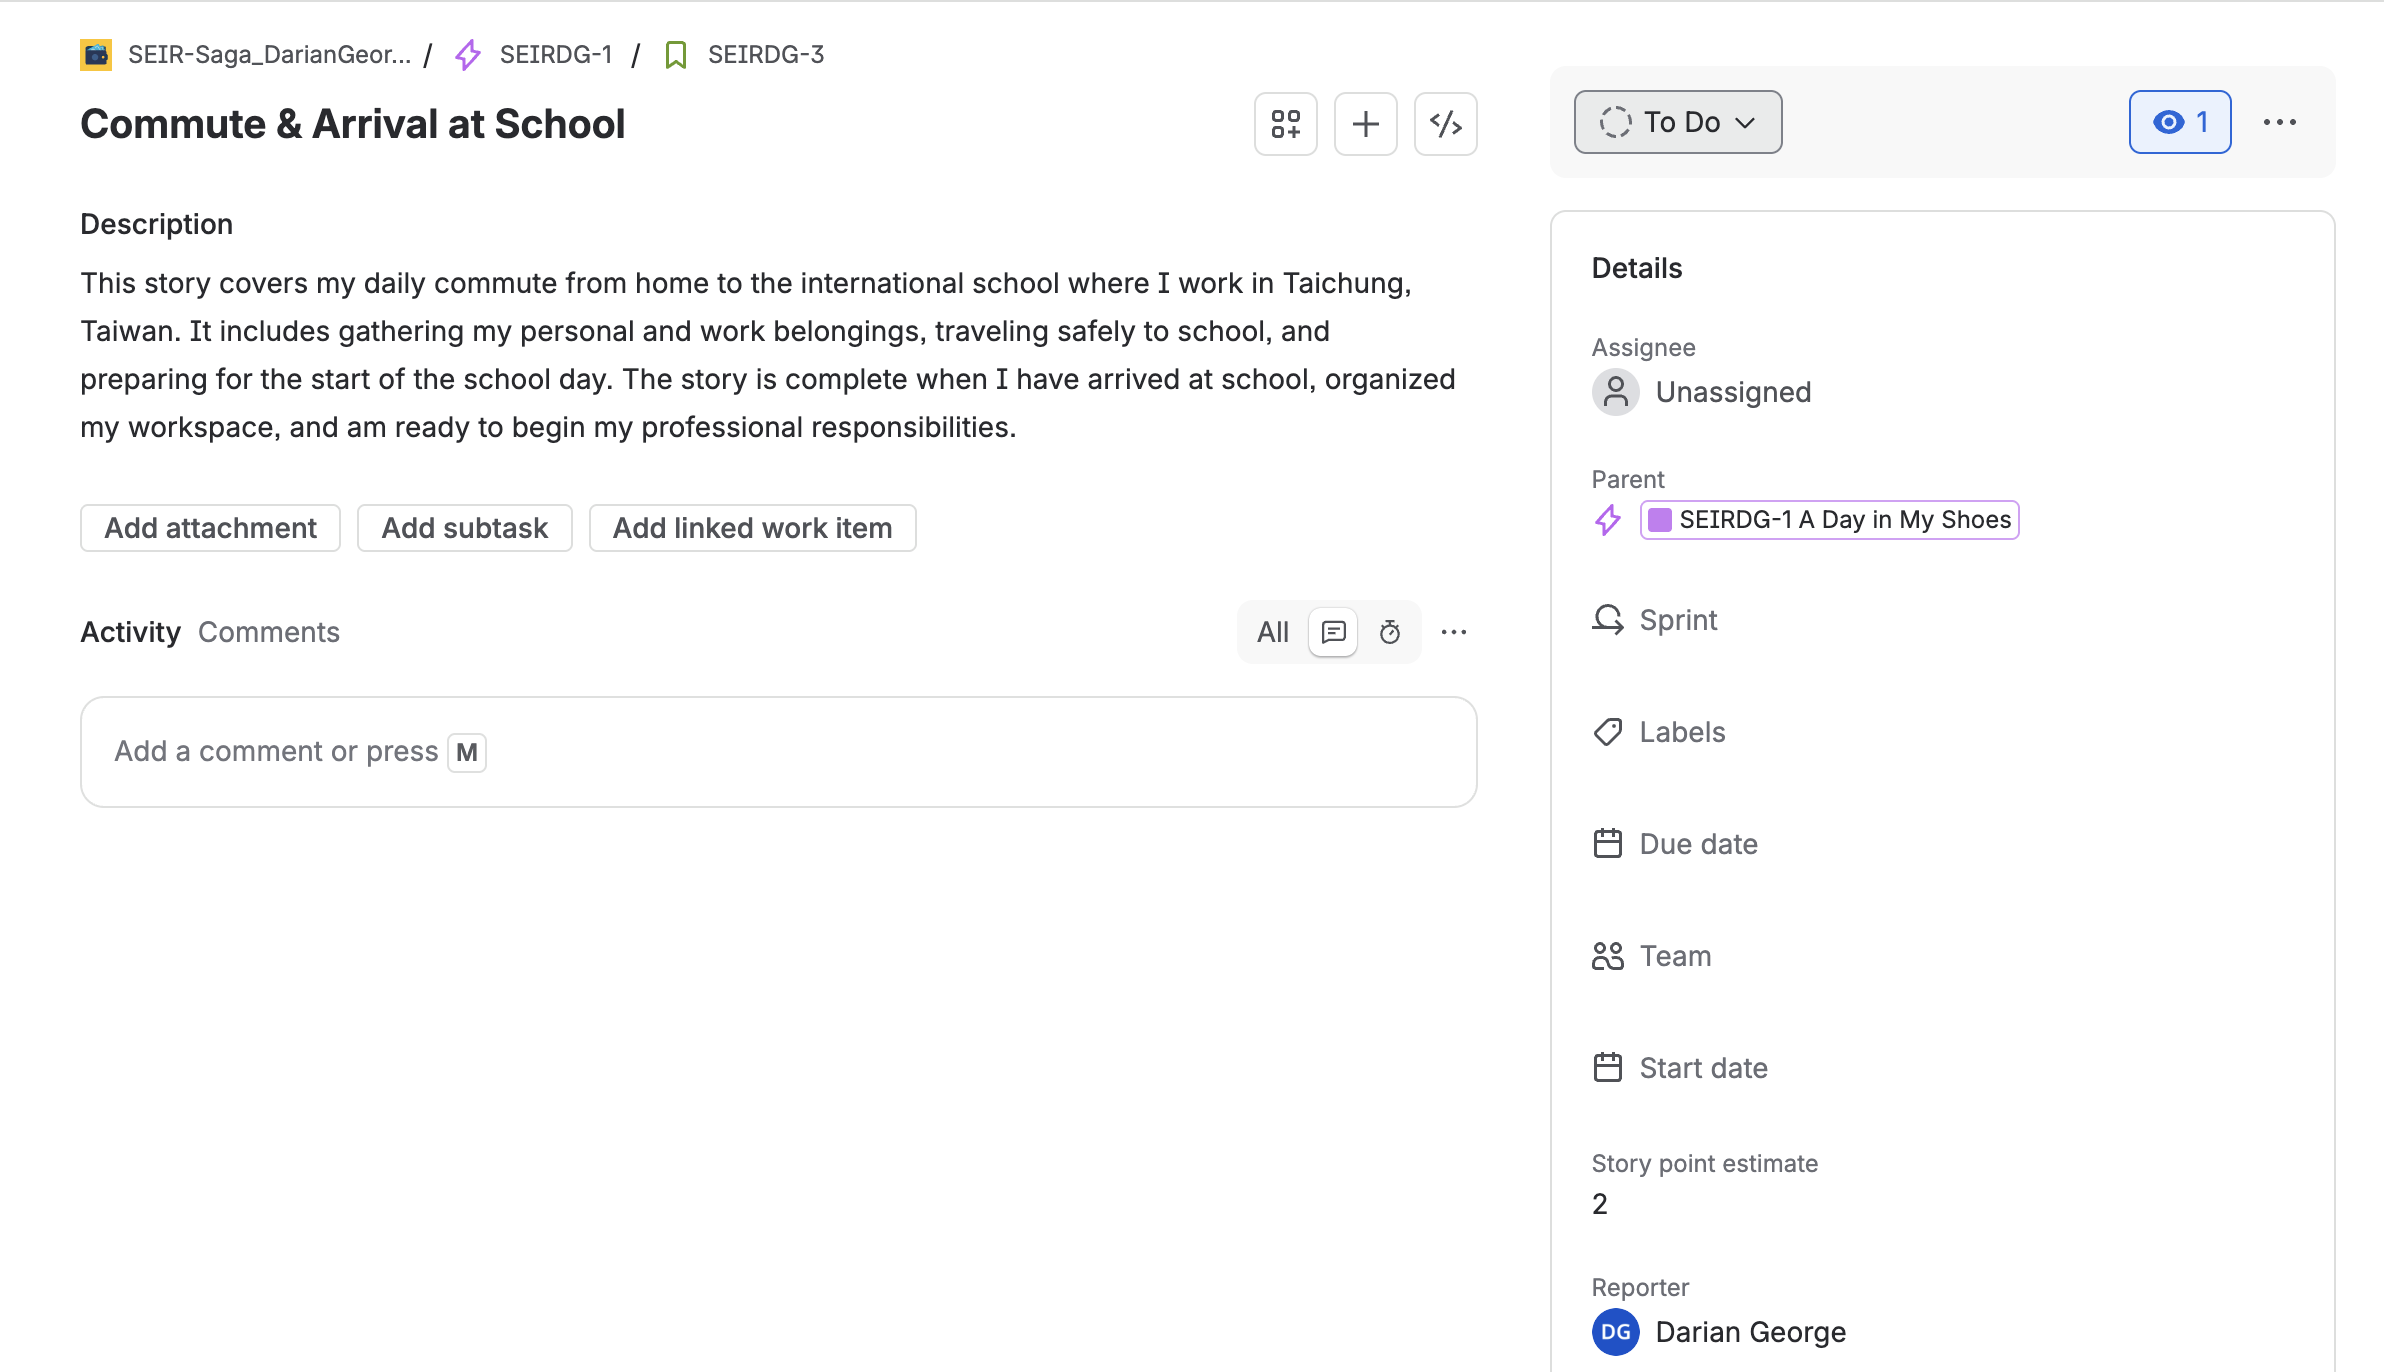 SEIR-Saga_DarianGeor... / SEIRDG-1 / SEIRDG-3
Commute & Arrival at School
Description
This story covers my daily commute from home to the international school where I work in Taichung,
Taiwan. It includes gathering my personal and work belongings, traveling safely to school, and
preparing for the start of the school day. The story is complete when I have arrived at school, organized
my workspace, and am ready to begin my professional responsibilities.
Add attachment Add subtask Add linked work item
Activity Comments All
Add a comment or press M
To Do 1
Details
Assignee
Unassigned
Parent
SEIRDG-1 A Day in My Shoes
Sprint
Labels
Due date
Team
Start date
Story point estimate
2
Reporter
DG Darian George